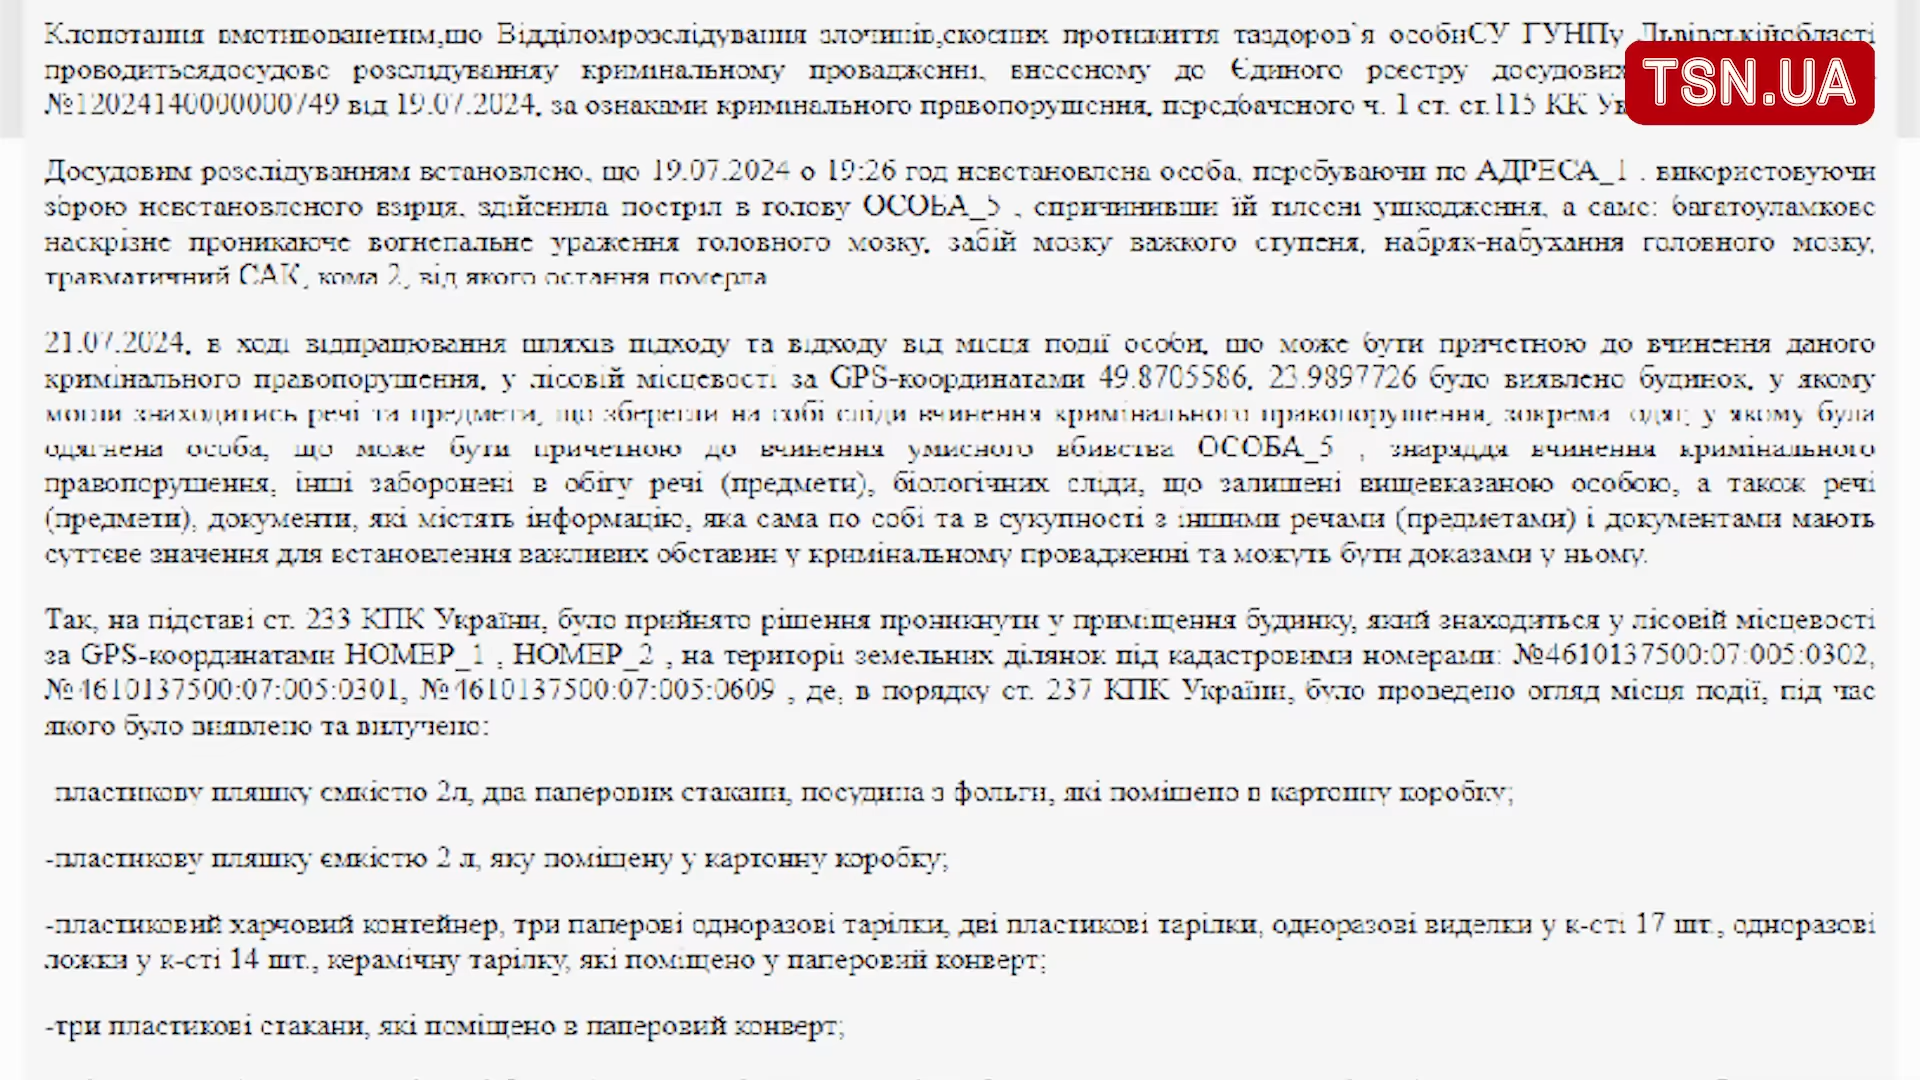 Клопотання вмотивованетим,що Відділомрозслідування злочинів,скоєних протижиття таздоров`я особиСУ ГУНПу Львівськійобласті
проводитьсядосудове розслідуванняу кримінальному провадженні, внесеному до Єдиного реєстру досудових
TSN.UA
№12024140000000749 від 19.07.2024, за ознаками кримінального правопорушення, передбаченого ч. 1 ст. ст.115 КК
Досудовим розслідуванням встановлено, що 19.07.2024 о 19:26 год невстановлена особа, перебуваючи по АДРЕСА_1 , використовуючи
зброю невстановленого взірця, здійснила постріл в голову ОСОБА_5 , спричинивши їй тілесні ушкодження, а саме: багатоуламкове
наскрізне проникаюче вогнепальне ураження головного мозку, забій мозку важкого ступеня, набряк-набухання головного мозку,
травматичний САК, кома 2, від якого остання померла
21.07.2024, в ході відпрацювання шляхів підходу та відходу від місця події особи, що може бути причетною до вчинення даного
кримінального правопорушення, у лісовій місцевості за GPS-координатами 49.8705586, 23.9897726 було виявлено будинок, у якому
могли знаходитись речі та предмети, що зберегли на собі сліди вчинення кримінального правопорушення, зокрема одяг у якому була
одягнена особа, що може бути причетною до вчинення умисного вбивства ОСОБА_5 , знаряддя вчинення кримінального
правопорушення, інші заборонені в обігу речі (предмети), біологічних сліди, що залишені вищевказаною особою, а також речі
(предмети), документи, які містять інформацію, яка сама по собі та в сукупності з іншими речами (предметами) і документами мають
суттєве значення для встановлення важливих обставин у кримінальному провадженні та можуть бути доказами у ньому.
Так, на підставі ст. 233 КПК України, було прийнято рішення проникнути у приміщення будинку, який знаходиться у лісовій місцевості
за GPS-координатами НОМЕР_1 , НОМЕР_2 , на території земельних ділянок під кадастровими номерами: №4610137500:07:005:0302,
№4610137500:07:005:0301, №4610137500:07:005:0609 , де, в порядку ст. 237 КПК України, було проведено огляд місця події, під час
якого було виявлено та вилучено:
пластикову пляшку ємкістю 2л, два паперових стакани, посудина з фольги, які поміщено в картонну коробку;
-пластикову пляшку ємкістю 2 л, яку поміщену у картонну коробку;
-пластиковий харчовий контейнер, три паперові одноразові тарілки, дві пластикові тарілки, одноразові виделки у к-сті 17 шт., одноразові
ложки у к-сті 14 шт., керамічну тарілку, які поміщено у паперовий конверт;
-три пластикові стакани, які поміщено в паперовий конверт;